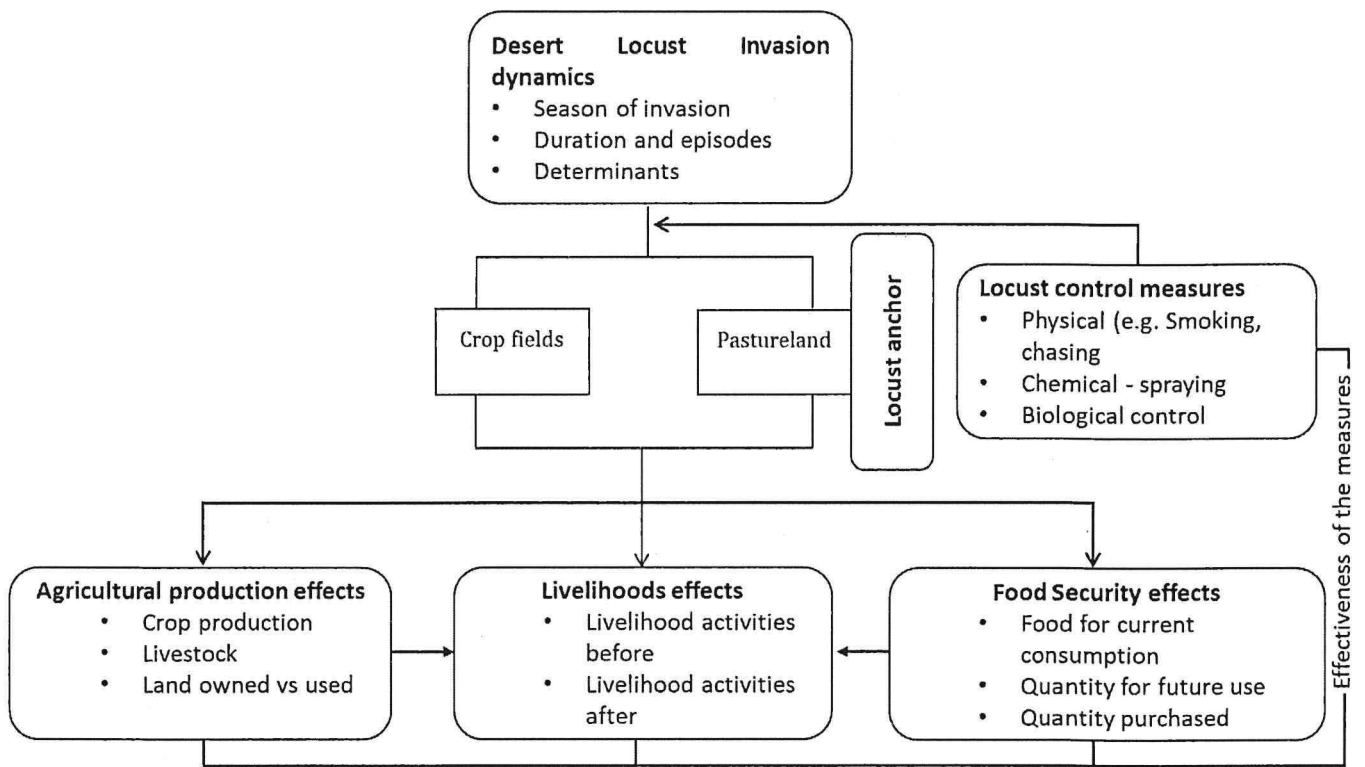 Desert Locust Invasion
dynamics
• Season of invasion
• Duration and episodes
• Determinants
Crop fields
Pastureland
Locust anchor
Locust control measures
• Physical (e.g. Smoking,
chasing
• Chemical - spraying
• Biological control
Effectiveness of the measures
Agricultural production effects
• Crop production
• Livestock
• Land owned vs used
Livelihoods effects
• Livelihood activities
before
• Livelihood activities
after
Food Security effects
• Food for current
consumption
• Quantity for future use
• Quantity purchased